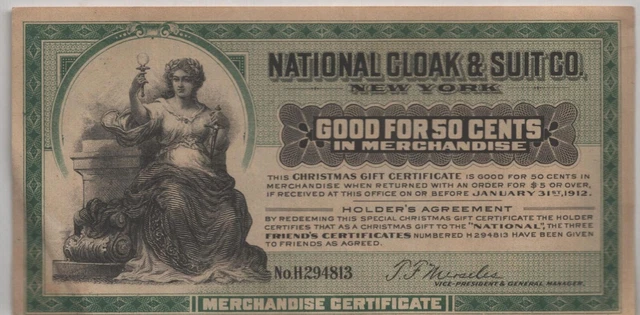 NATIONAL CLOAK & SUIT CO.
NEW YORK
GOOD FOR 50 CENTS
IN MERCHANDISE
THIS CHRISTMAS GIFT CERTIFICATE IS GOOD FOR 50 CENTS IN
MERCHANDISE WHEN RETURNED WITH AN ORDER FOR $5 OR OVER,
IF RECEIVED AT THIS OFFICE ON OR BEFORE JANUARY 31ST, 1912.
HOLDER'S AGREEMENT
BY REDEEMING THIS SPECIAL CHRISTMAS GIFT CERTIFICATE THE HOLDER
CERTIFIES THAT AS A CHRISTMAS GIFT TO THE "NATIONAL", THE THREE
FRIEND'S CERTIFICATES NUMBERED H294813 HAVE BEEN GIVEN
TO FRIENDS AS AGREED.
No. H294813
VICE-PRESIDENT & GENERAL MANAGER.
MERCHANDISE CERTIFICATE